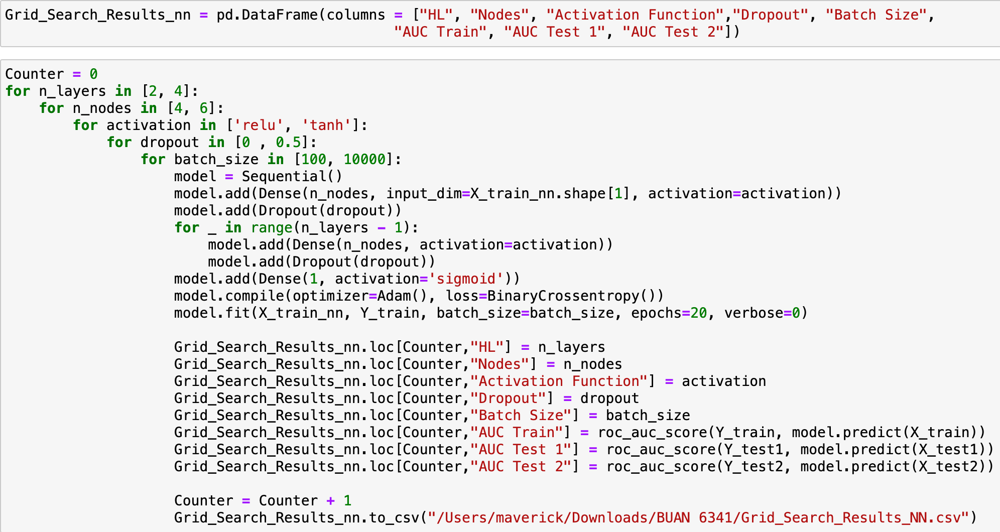 Grid_Search_Results_nn = pd.DataFrame(columns = ["HL", "Nodes", "Activation Function","Dropout", "Batch Size",
                                              "AUC Train", "AUC Test 1", "AUC Test 2"])
Counter = 0
for n_layers in [2, 4]:
    for n_nodes in [4, 6]:
        for activation in ['relu', 'tanh']:
            for dropout in [0 , 0.5]:
                for batch_size in [100, 10000]:
                    model = Sequential()
                    model.add(Dense(n_nodes, input_dim=X_train_nn.shape[1], activation=activation))
                    model.add(Dropout(dropout))
                    for _ in range(n_layers - 1):
                        model.add(Dense(n_nodes, activation=activation))
                        model.add(Dropout(dropout))
                    model.add(Dense(1, activation='sigmoid'))
                    model.compile(optimizer=Adam(), loss=BinaryCrossentropy())
                    model.fit(X_train_nn, Y_train, batch_size=batch_size, epochs=20, verbose=0)

                    Grid_Search_Results_nn.loc[Counter,"HL"] = n_layers
                    Grid_Search_Results_nn.loc[Counter,"Nodes"] = n_nodes
                    Grid_Search_Results_nn.loc[Counter,"Activation Function"] = activation
                    Grid_Search_Results_nn.loc[Counter,"Dropout"] = dropout
                    Grid_Search_Results_nn.loc[Counter,"Batch Size"] = batch_size
                    Grid_Search_Results_nn.loc[Counter,"AUC Train"] = roc_auc_score(Y_train, model.predict(X_train))
                    Grid_Search_Results_nn.loc[Counter,"AUC Test 1"] = roc_auc_score(Y_test1, model.predict(X_test1))
                    Grid_Search_Results_nn.loc[Counter,"AUC Test 2"] = roc_auc_score(Y_test2, model.predict(X_test2))

                    Counter = Counter + 1
                    Grid_Search_Results_nn.to_csv("/Users/maverick/Downloads/BUAN 6341/Grid_Search_Results_NN.csv")